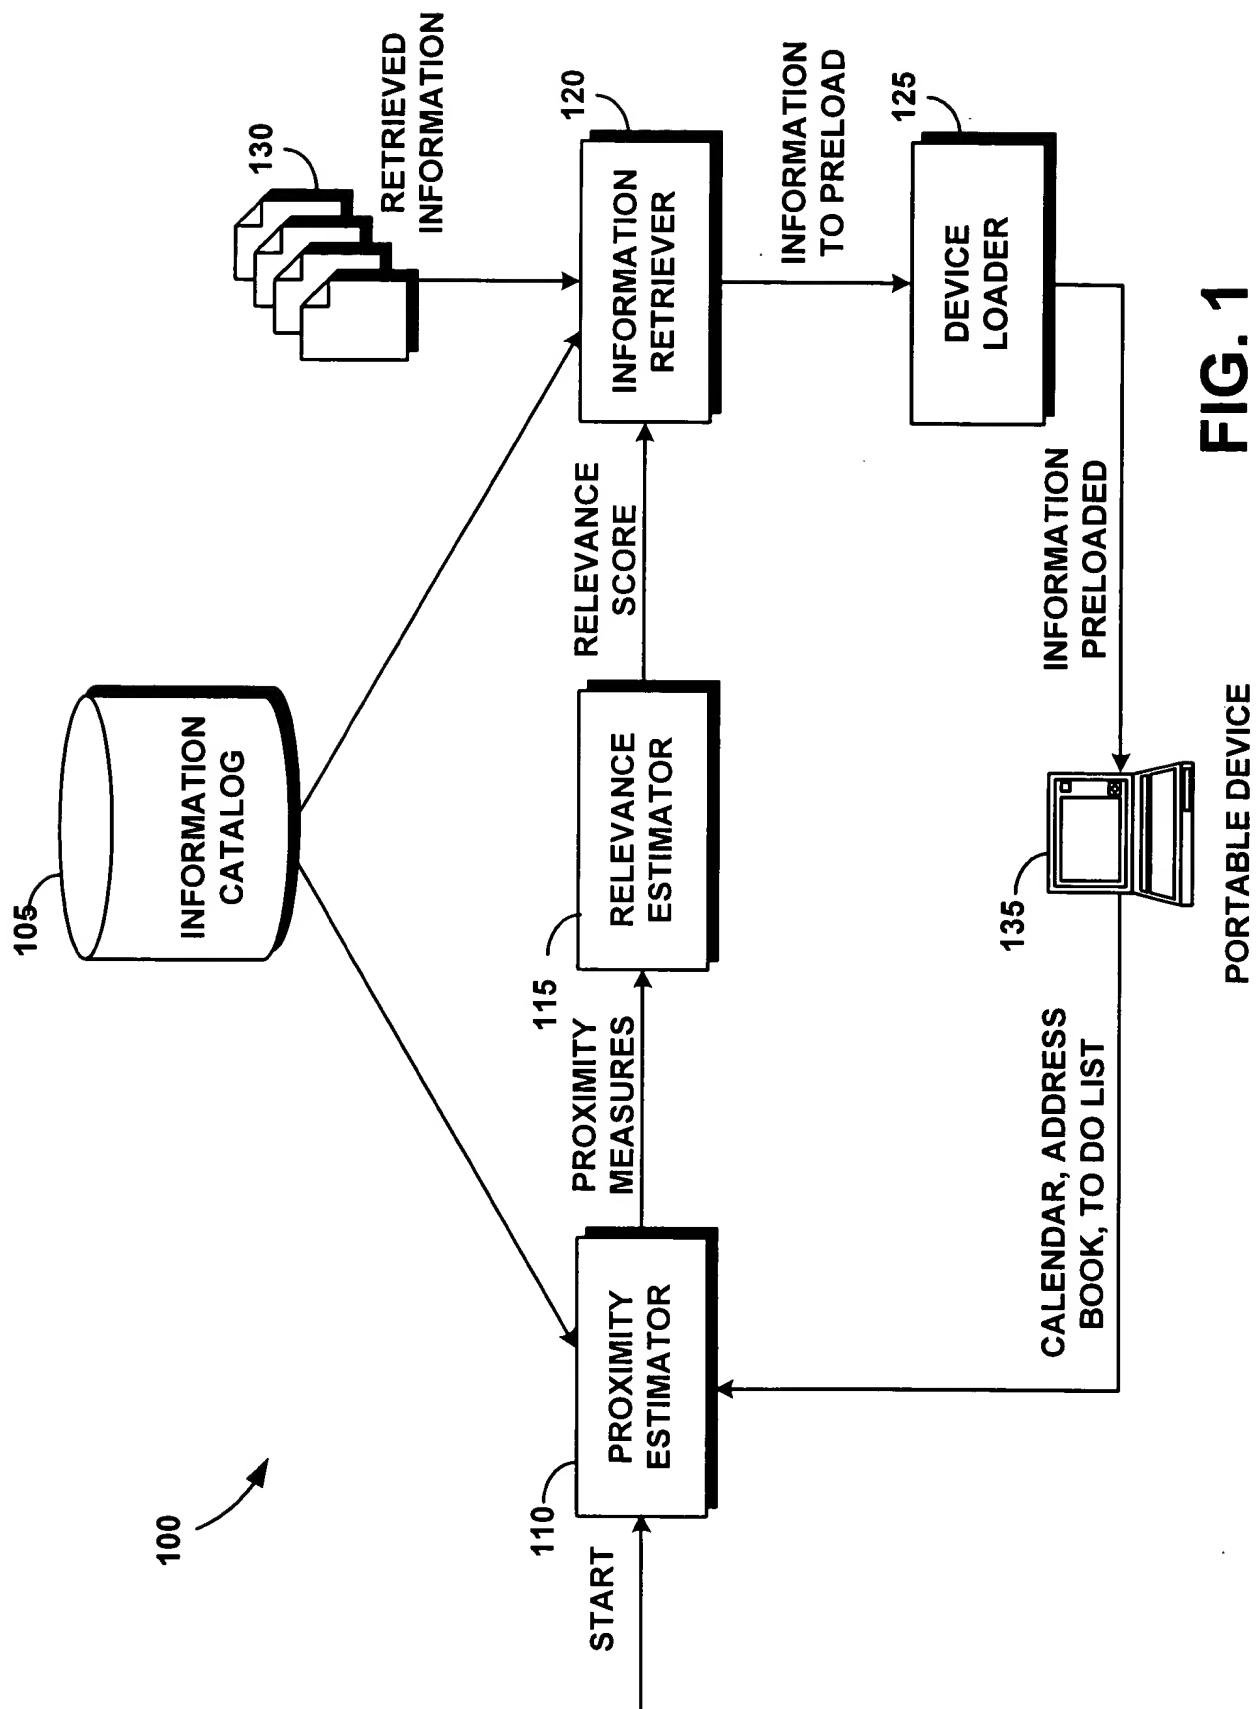 100
105
INFORMATION
CATALOG
130
RETRIEVED
INFORMATION
START
110
PROXIMITY
ESTIMATOR
PROXIMITY
MEASURES
115
RELEVANCE
ESTIMATOR
RELEVANCE
SCORE
120
INFORMATION
RETRIEVER
INFORMATION
TO PRELOAD
125
DEVICE
LOADER
CALENDAR, ADDRESS
BOOK, TO DO LIST
135
INFORMATION
PRELOADED
PORTABLE DEVICE
FIG. 1